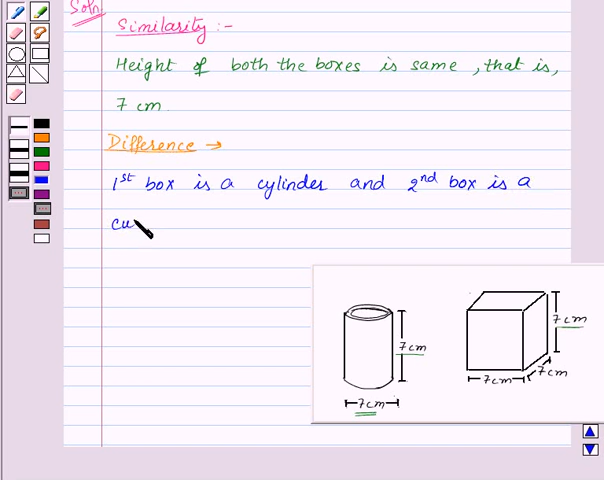 Soln
Similarity :-
Height of both the boxes is same, that is,
7 cm.
Difference →
1st box is a cylinder and 2nd box is a
cu
7cm
7cm
7cm
7cm
7cm